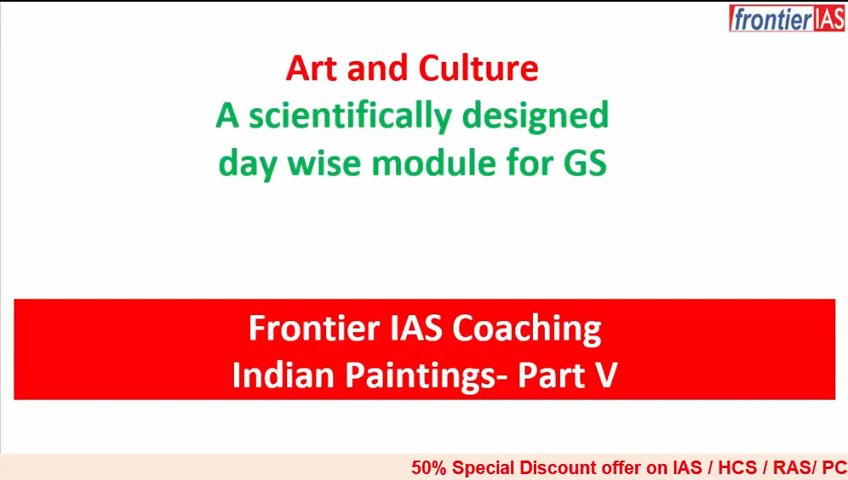 frontierIAS
Art and Culture
A scientifically designed
day wise module for GS
Frontier IAS Coaching
Indian Paintings- Part V
50% Special Discount offer on IAS / HCS / RAS/ PC